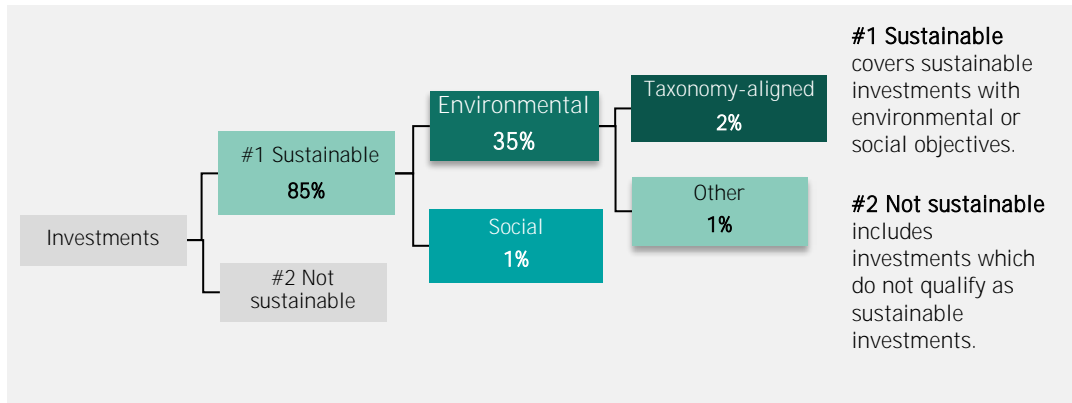 Investments
#1 Sustainable
85%
#2 Not
sustainable
Environmental
35%
Social
1%
Taxonomy-aligned
2%
Other
1%
#1 Sustainable
covers sustainable
investments with
environmental or
social objectives.
#2 Not sustainable
includes
investments which
do not qualify as
sustainable
investments.